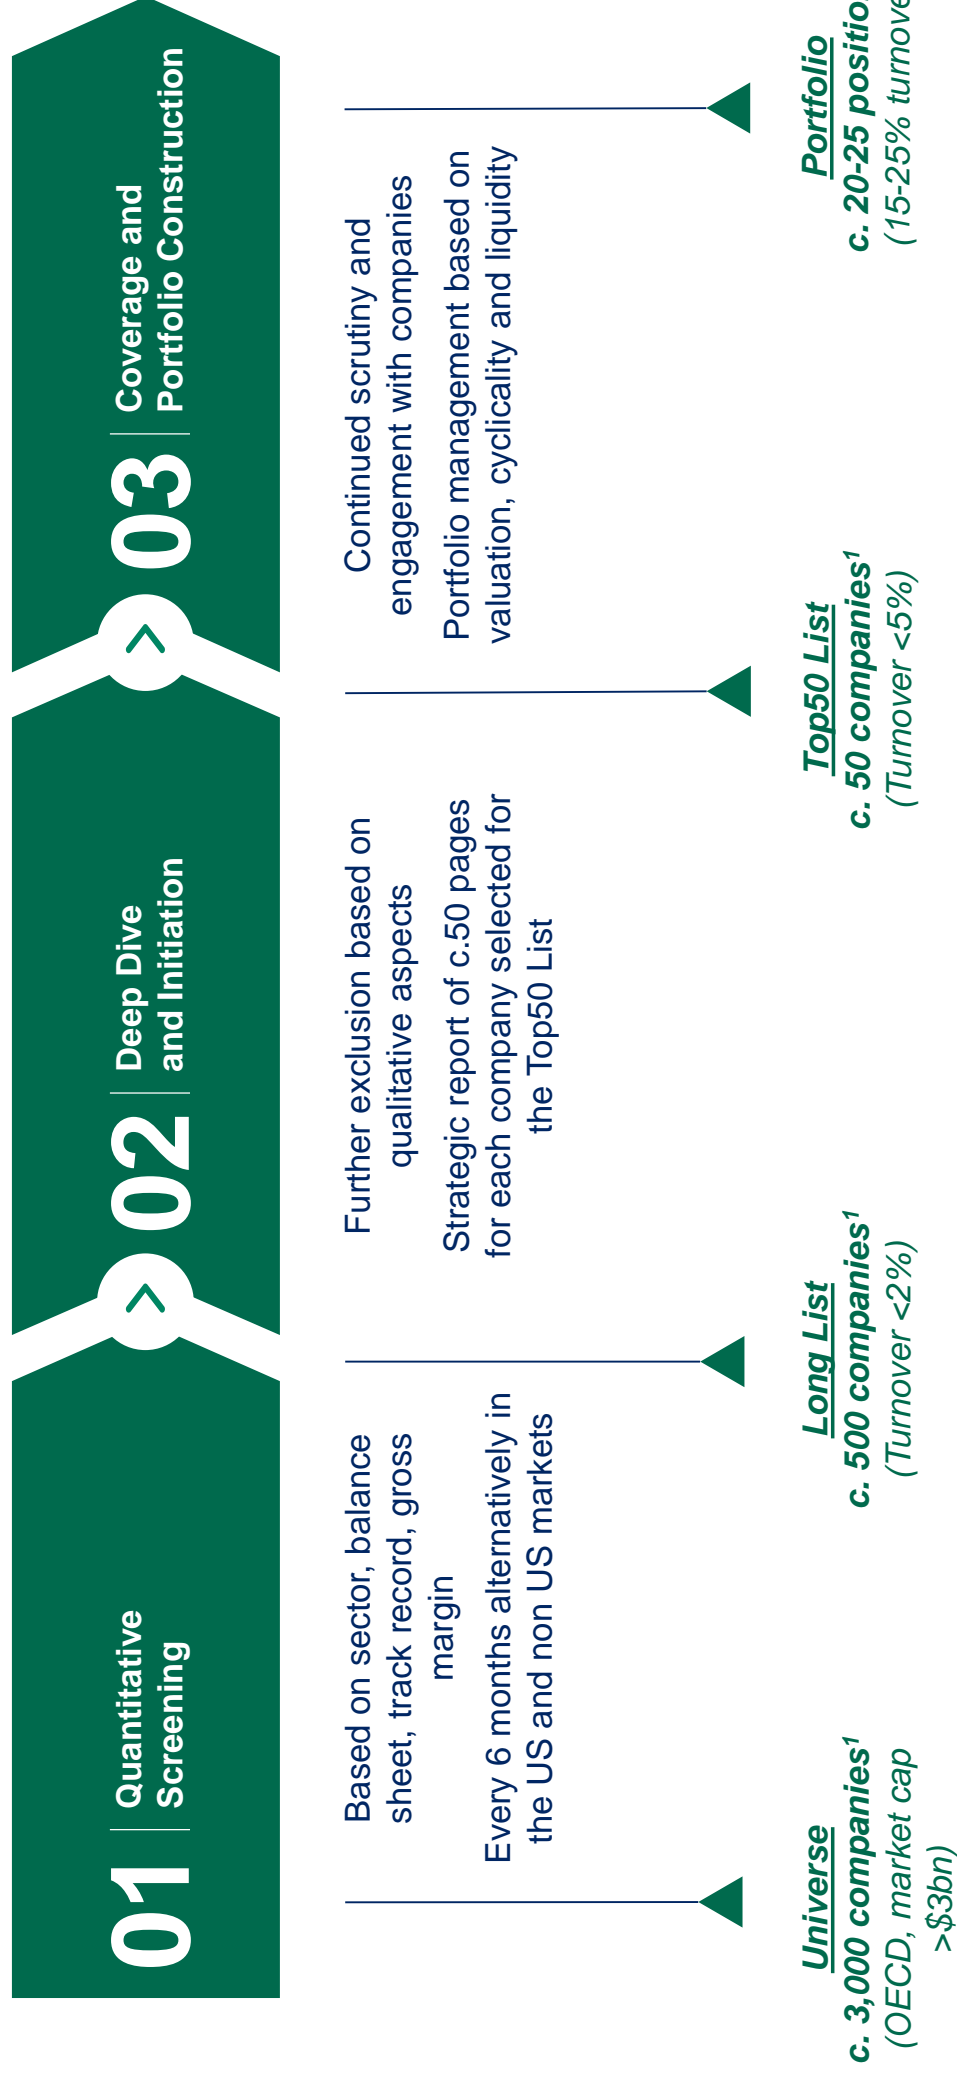 01
Quantitative
Screening
02
Deep Dive
and Initiation
03
Coverage and
Portfolio Construction
Based on sector, balance
sheet, track record, gross
margin
Every 6 months alternatively in
the US and non US markets
Further exclusion based on
qualitative aspects
Strategic report of c.50 pages
for each company selected for
the Top50 List
Continued scrutiny and
engagement with companies
Portfolio management based on
valuation, cyclicality and liquidity
Universe
c. 3,000 companies¹
(OECD, market cap
>$3bn)
Long List
c. 500 companies¹
(Turnover <2%)
Top50 List
c. 50 companies¹
(Turnover <5%)
Portfolio
c. 20-25
(15-25%